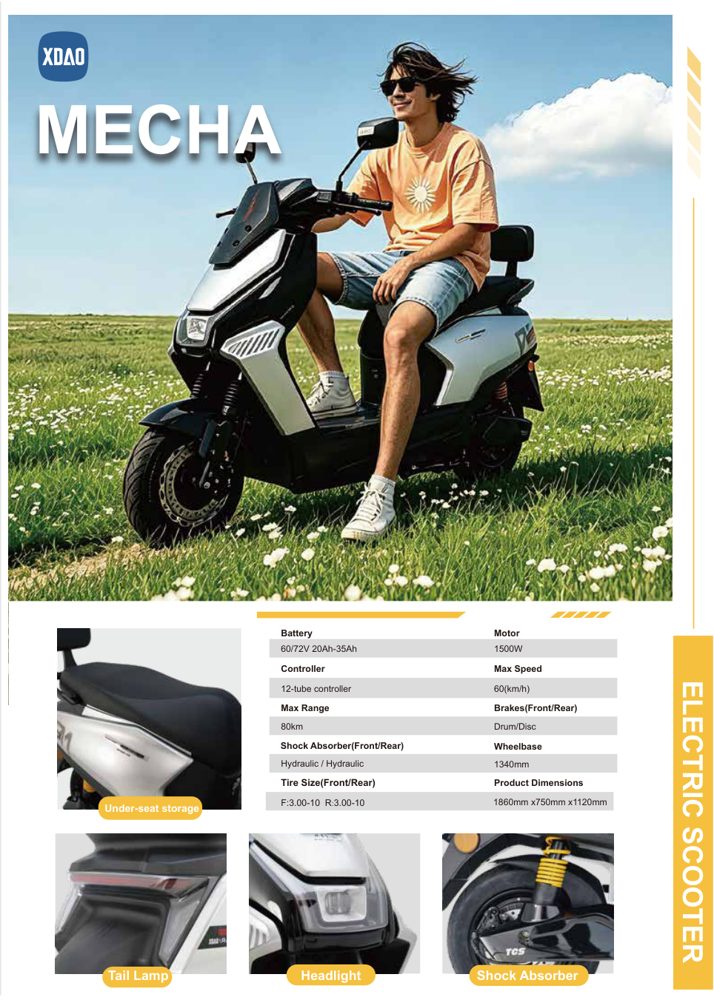 XDAO
MECHA
Battery
Motor
60/72V 20Ah-35Ah
1500W
Controller
Max Speed
12-tube controller
60(km/h)
Max Range
Brakes(Front/Rear)
80km
Drum/Disc
Shock Absorber(Front/Rear)
Wheelbase
Hydraulic / Hydraulic
1340mm
Tire Size(Front/Rear)
Product Dimensions
F:3.00-10 R:3.00-10
1860mm x750mm x1120mm
Under-seat storage
Tail Lamp
Headlight
TCS
Shock Absorber
ELECTRIC SCOOTER